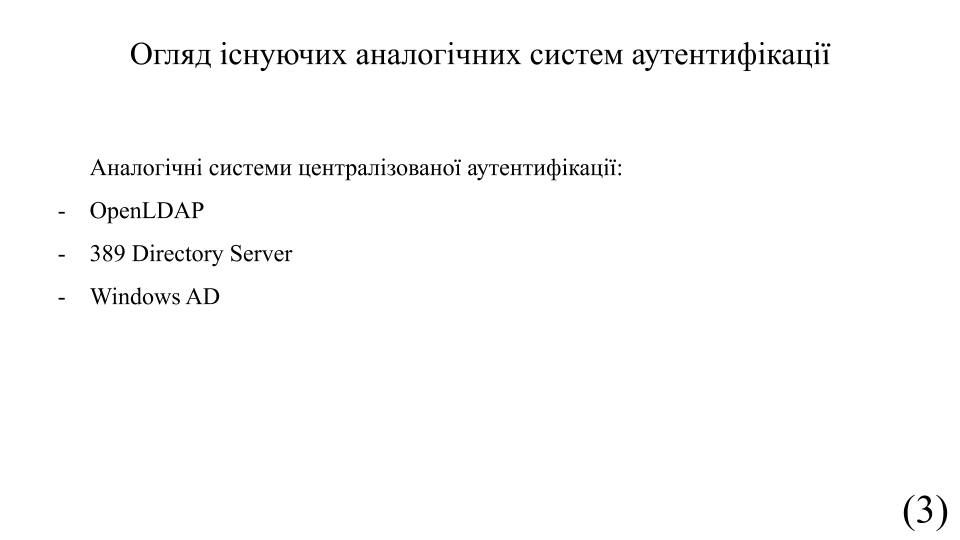 Огляд існуючих аналогічних систем аутентифікації
Аналогічні системи централізованої аутентифікації:
- OpenLDAP
- 389 Directory Server
- Windows AD
(3)